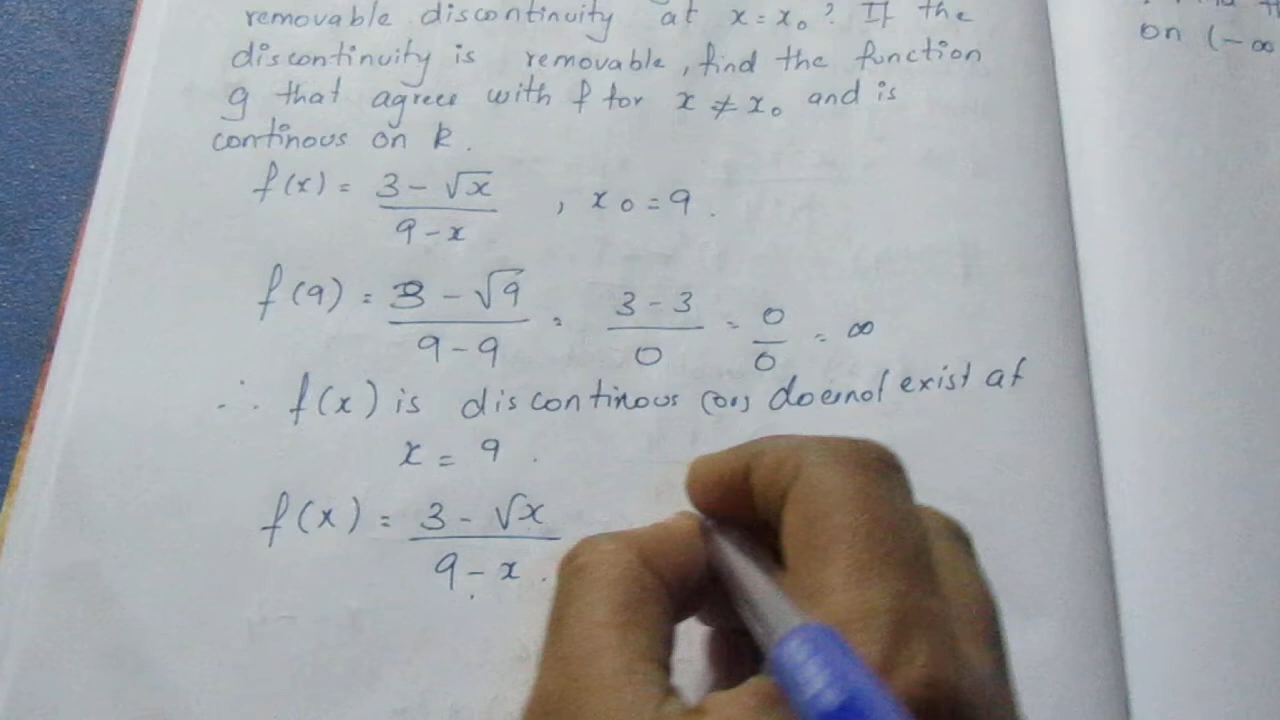 removable discontinuity at x = x₀? If the
discontinuity is removable, find the function
g that agrees with f for x ≠ x₀ and is
continous on R.
f(x) = (3 - √x)/(9 - x) , x₀ = 9.
f(9) = (3 - √9)/(9 - 9) = (3 - 3)/0 = 0/0 = ∞
∴ f(x) is discontinous (or) doesnot exist at
x = 9.
f(x) = (3 - √x)/(9 - x).
on (-∞